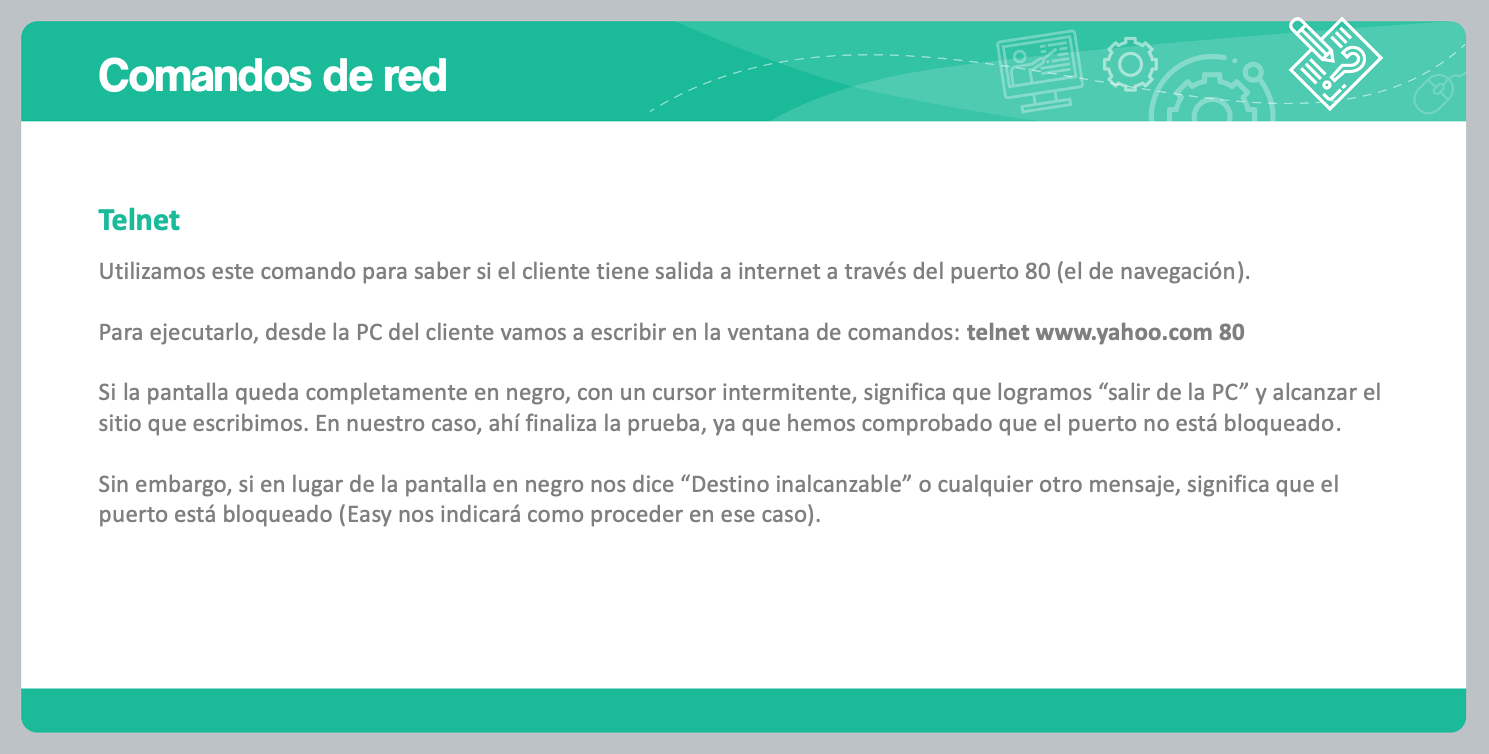 Comandos de red
Telnet
Utilizamos este comando para saber si el cliente tiene salida a internet a través del puerto 80 (el de navegación).
Para ejecutarlo, desde la PC del cliente vamos a escribir en la ventana de comandos: telnet www.yahoo.com 80
Si la pantalla queda completamente en negro, con un cursor intermitente, significa que logramos “salir de la PC” y alcanzar el
sitio que escribimos. En nuestro caso, ahí finaliza la prueba, ya que hemos comprobado que el puerto no está bloqueado.
Sin embargo, si en lugar de la pantalla en negro nos dice “Destino inalcanzable” o cualquier otro mensaje, significa que el
puerto está bloqueado (Easy nos indicará como proceder en ese caso).